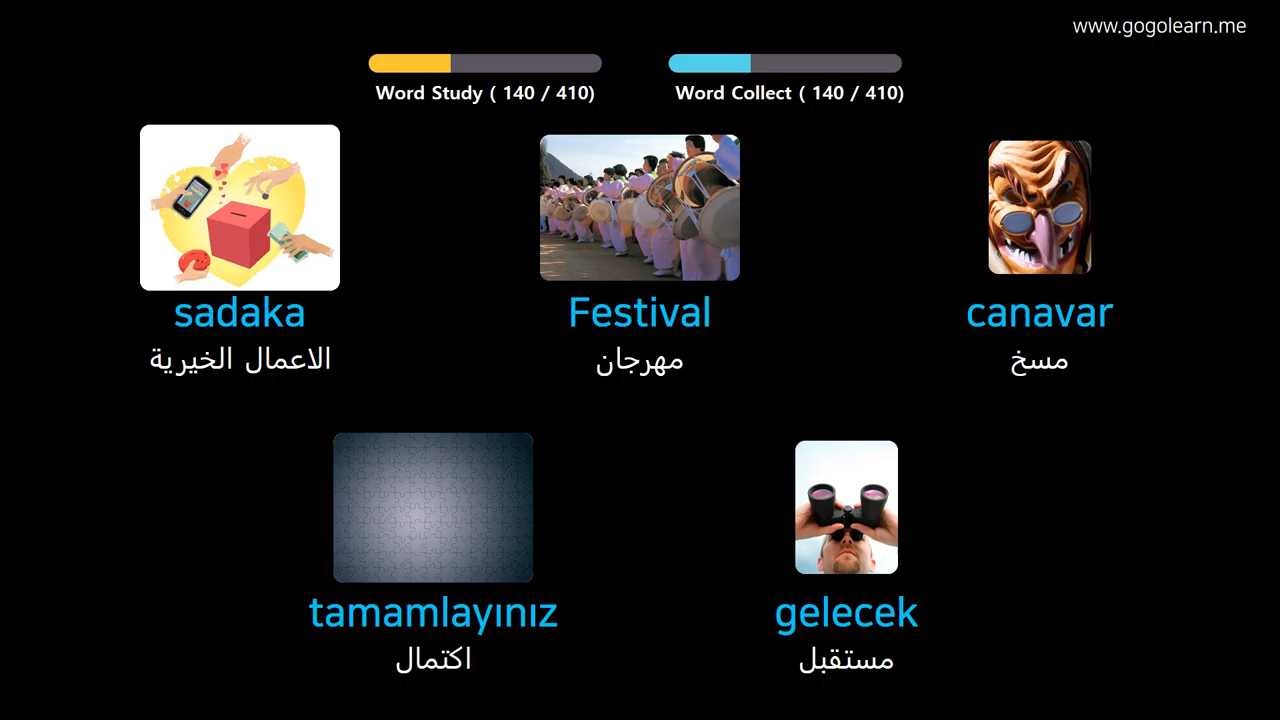 www.gogolearn.me
Word Study ( 140 / 410)
Word Collect ( 140 / 410)
sadaka
الاعمال الخيرية
Festival
مهرجان
canavar
مسخ
tamamlayınız
اكتمال
gelecek
مستقبل